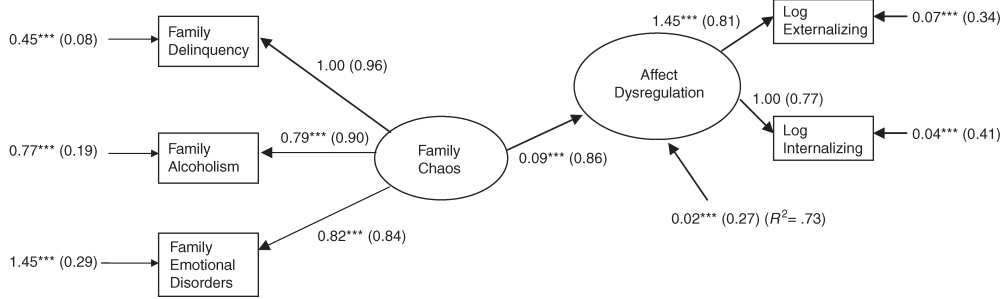 0.45*** (0.08)
Family
Delinquency
1.00 (0.96)
0.77*** (0.19)
Family
Alcoholism
0.79*** (0.90)
Family
Chaos
1.45*** (0.29)
Family
Emotional
Disorders
0.82*** (0.84)
0.09*** (0.86)
Affect
Dysregulation
1.45*** (0.81)
Log
Externalizing
0.07*** (0.34)
1.00 (0.77)
Log
Internalizing
0.04*** (0.41)
0.02*** (0.27) (R²= .73)